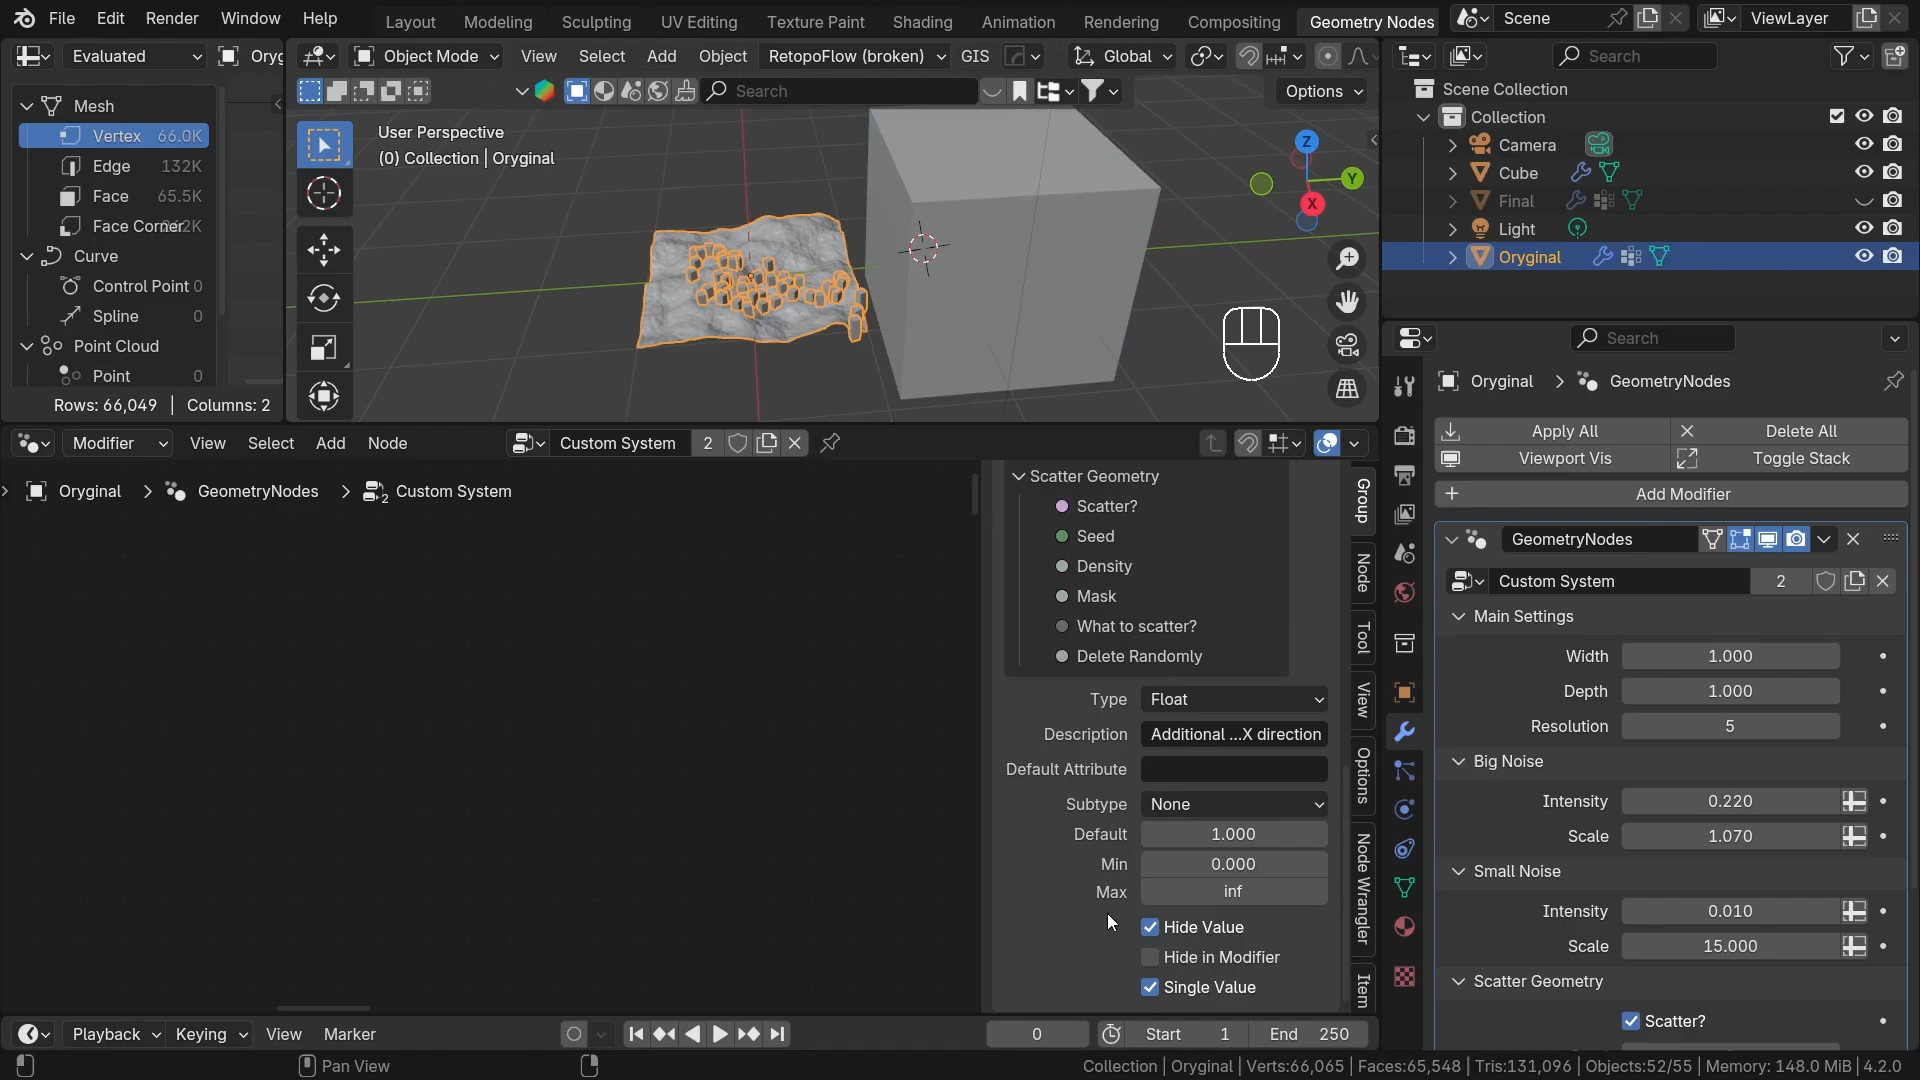 File Edit Render Window Help Layout Modeling Sculpting UV Editing Texture Paint Shading Animation Rendering Compositing Geometry Nodes Scene ViewLayer
Evaluated Oryg Object Mode View Select Add Object RetopoFlow (broken) GIS Global Search
Search Options
Mesh
Vertex 66.0K
Edge 132K
Face 65.5K
Face Corner
Curve
Control Point 0
Spline 0
Point Cloud
Point 0
Rows: 66,049 | Columns: 2
User Perspective
(0) Collection | Oryginal
Z
Y
X
Scene Collection
Collection
Camera
Cube
Final
Light
Oryginal
Search
Oryginal > GeometryNodes
Apply All Delete All
Viewport Vis Toggle Stack
Add Modifier
GeometryNodes
Custom System 2
Main Settings
Width 1.000
Depth 1.000
Resolution 5
Big Noise
Intensity 0.220
Scale 1.070
Small Noise
Intensity 0.010
Scale 15.000
Scatter Geometry
Scatter?
Modifier View Select Add Node Custom System 2
Oryginal > GeometryNodes > 2 Custom System
Scatter Geometry
Scatter?
Seed
Density
Mask
What to scatter?
Delete Randomly
Type Float
Description Additional ...X direction
Default Attribute
Subtype None
Default 1.000
Min 0.000
Max inf
Hide Value
Hide in Modifier
Single Value
Group
Node
Tool
View
Options
Node Wrangler
Item
Playback Keying View Marker 0 Start 1 End 250
Pan View Collection | Oryginal | Verts:66,065 | Faces:65,548 | Tris:131,096 | Objects:52/55 | Memory: 148.0 MiB | 4.2.0